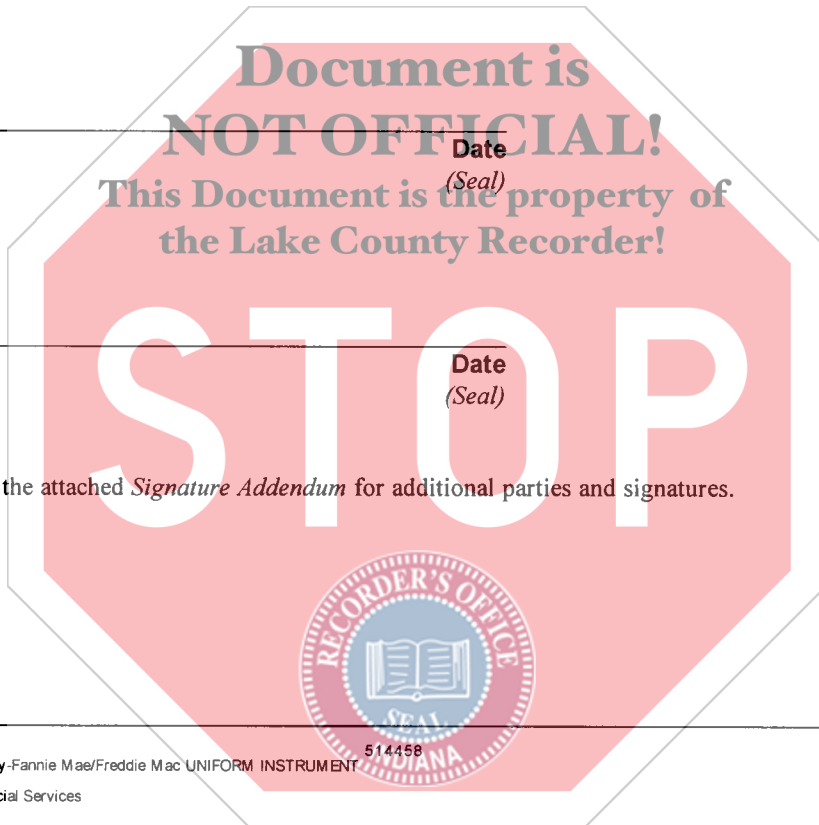 Document is
NOT OFFICIAL!
Date
(Seal)
This Document is the property of
the Lake County Recorder!
STOP
Date
(Seal)
the attached Signature Addendum for additional parties and signatures.
RECORDER'S OFFICE
SEAL
INDIANA
514458
y-Fannie Mae/Freddie Mac UNIFORM INSTRUMENT
cial Services